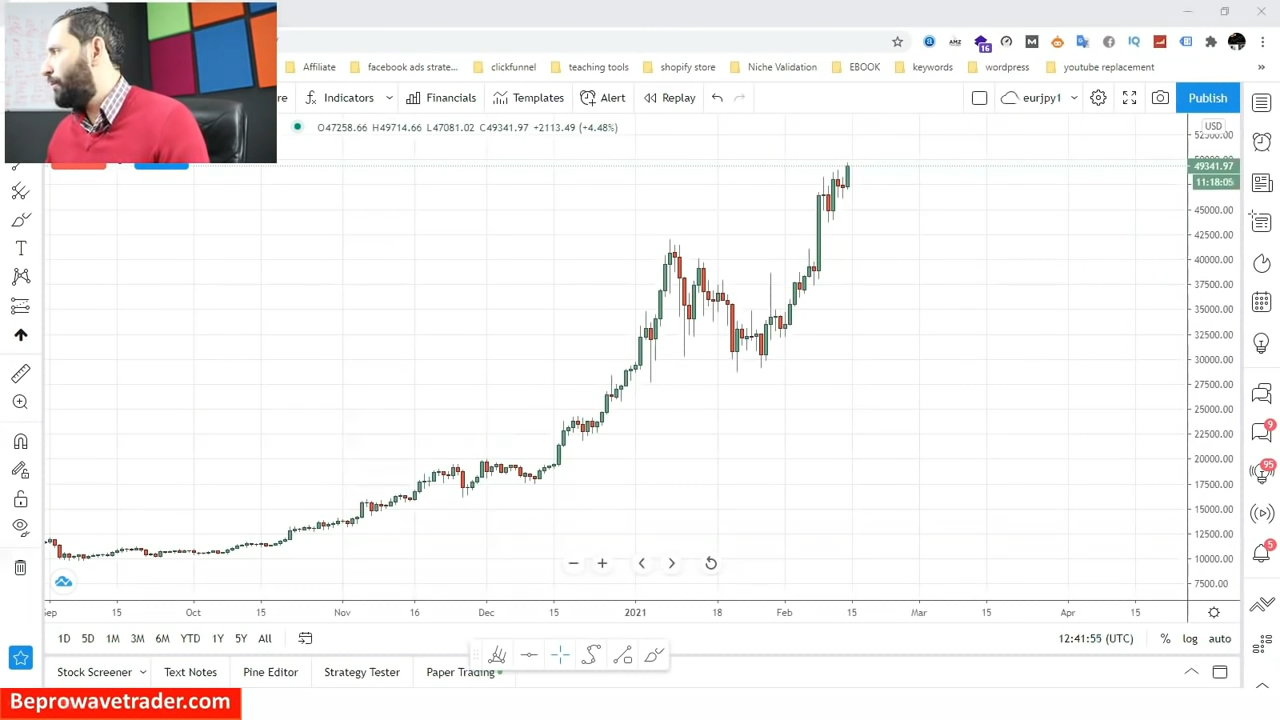 16
Affiliate facebook ads strate... clickfunnel teaching tools shopify store Niche Validation EBOOK keywords wordpress youtube replacement »
Indicators Financials Templates Alert Replay eurjpy1 Publish
O47258.66 H49714.66 L47081.02 C49341.97 +2113.49 (+4.48%)
USD
49341.97
11:18:05
45000.00
42500.00
40000.00
37500.00
35000.00
32500.00
30000.00
27500.00
25000.00
22500.00
20000.00
17500.00
15000.00
12500.00
10000.00
7500.00
9
95
5
15 Oct 15 Nov 16 Dec 15 2021 18 Feb 15 Mar 15 Apr 15
1D 5D 1M 3M 6M YTD 1Y 5Y All 12:41:55 (UTC) % log auto
Stock Screener Text Notes Pine Editor Strategy Tester Paper Trading
Beprowavetrader.com